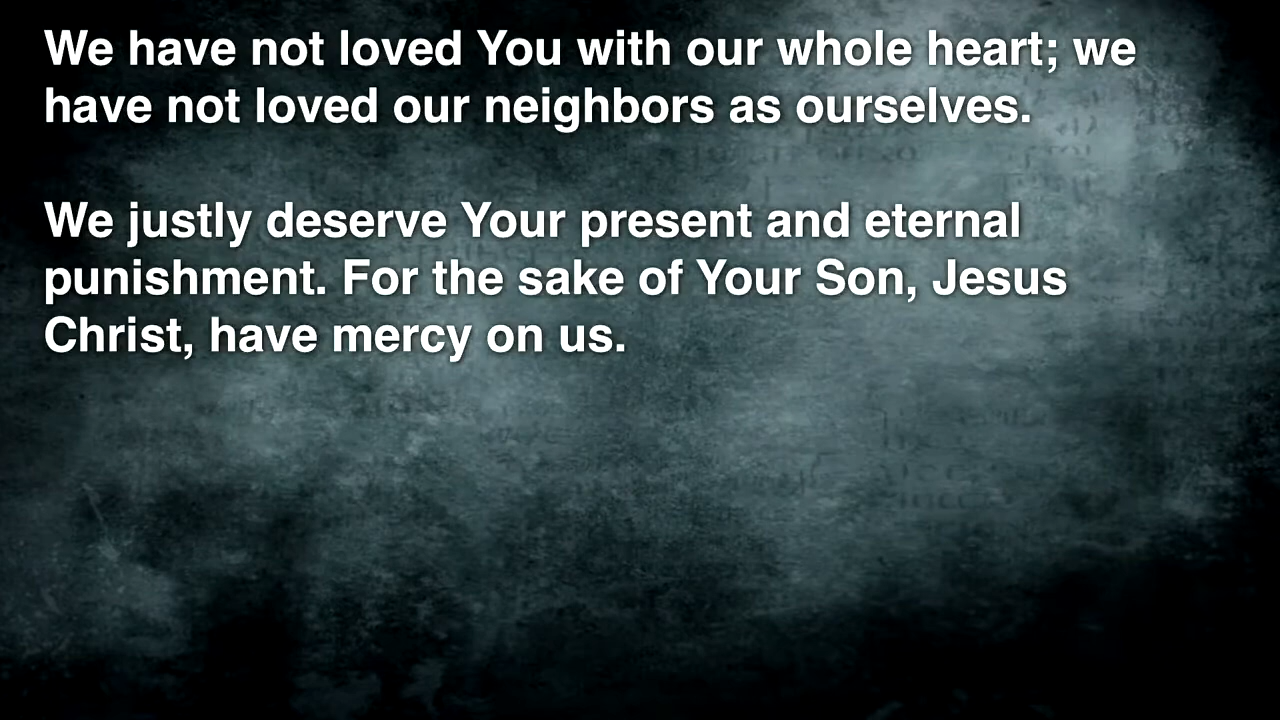 We have not loved You with our whole heart; we
have not loved our neighbors as ourselves.
We justly deserve Your present and eternal
punishment. For the sake of Your Son, Jesus
Christ, have mercy on us.